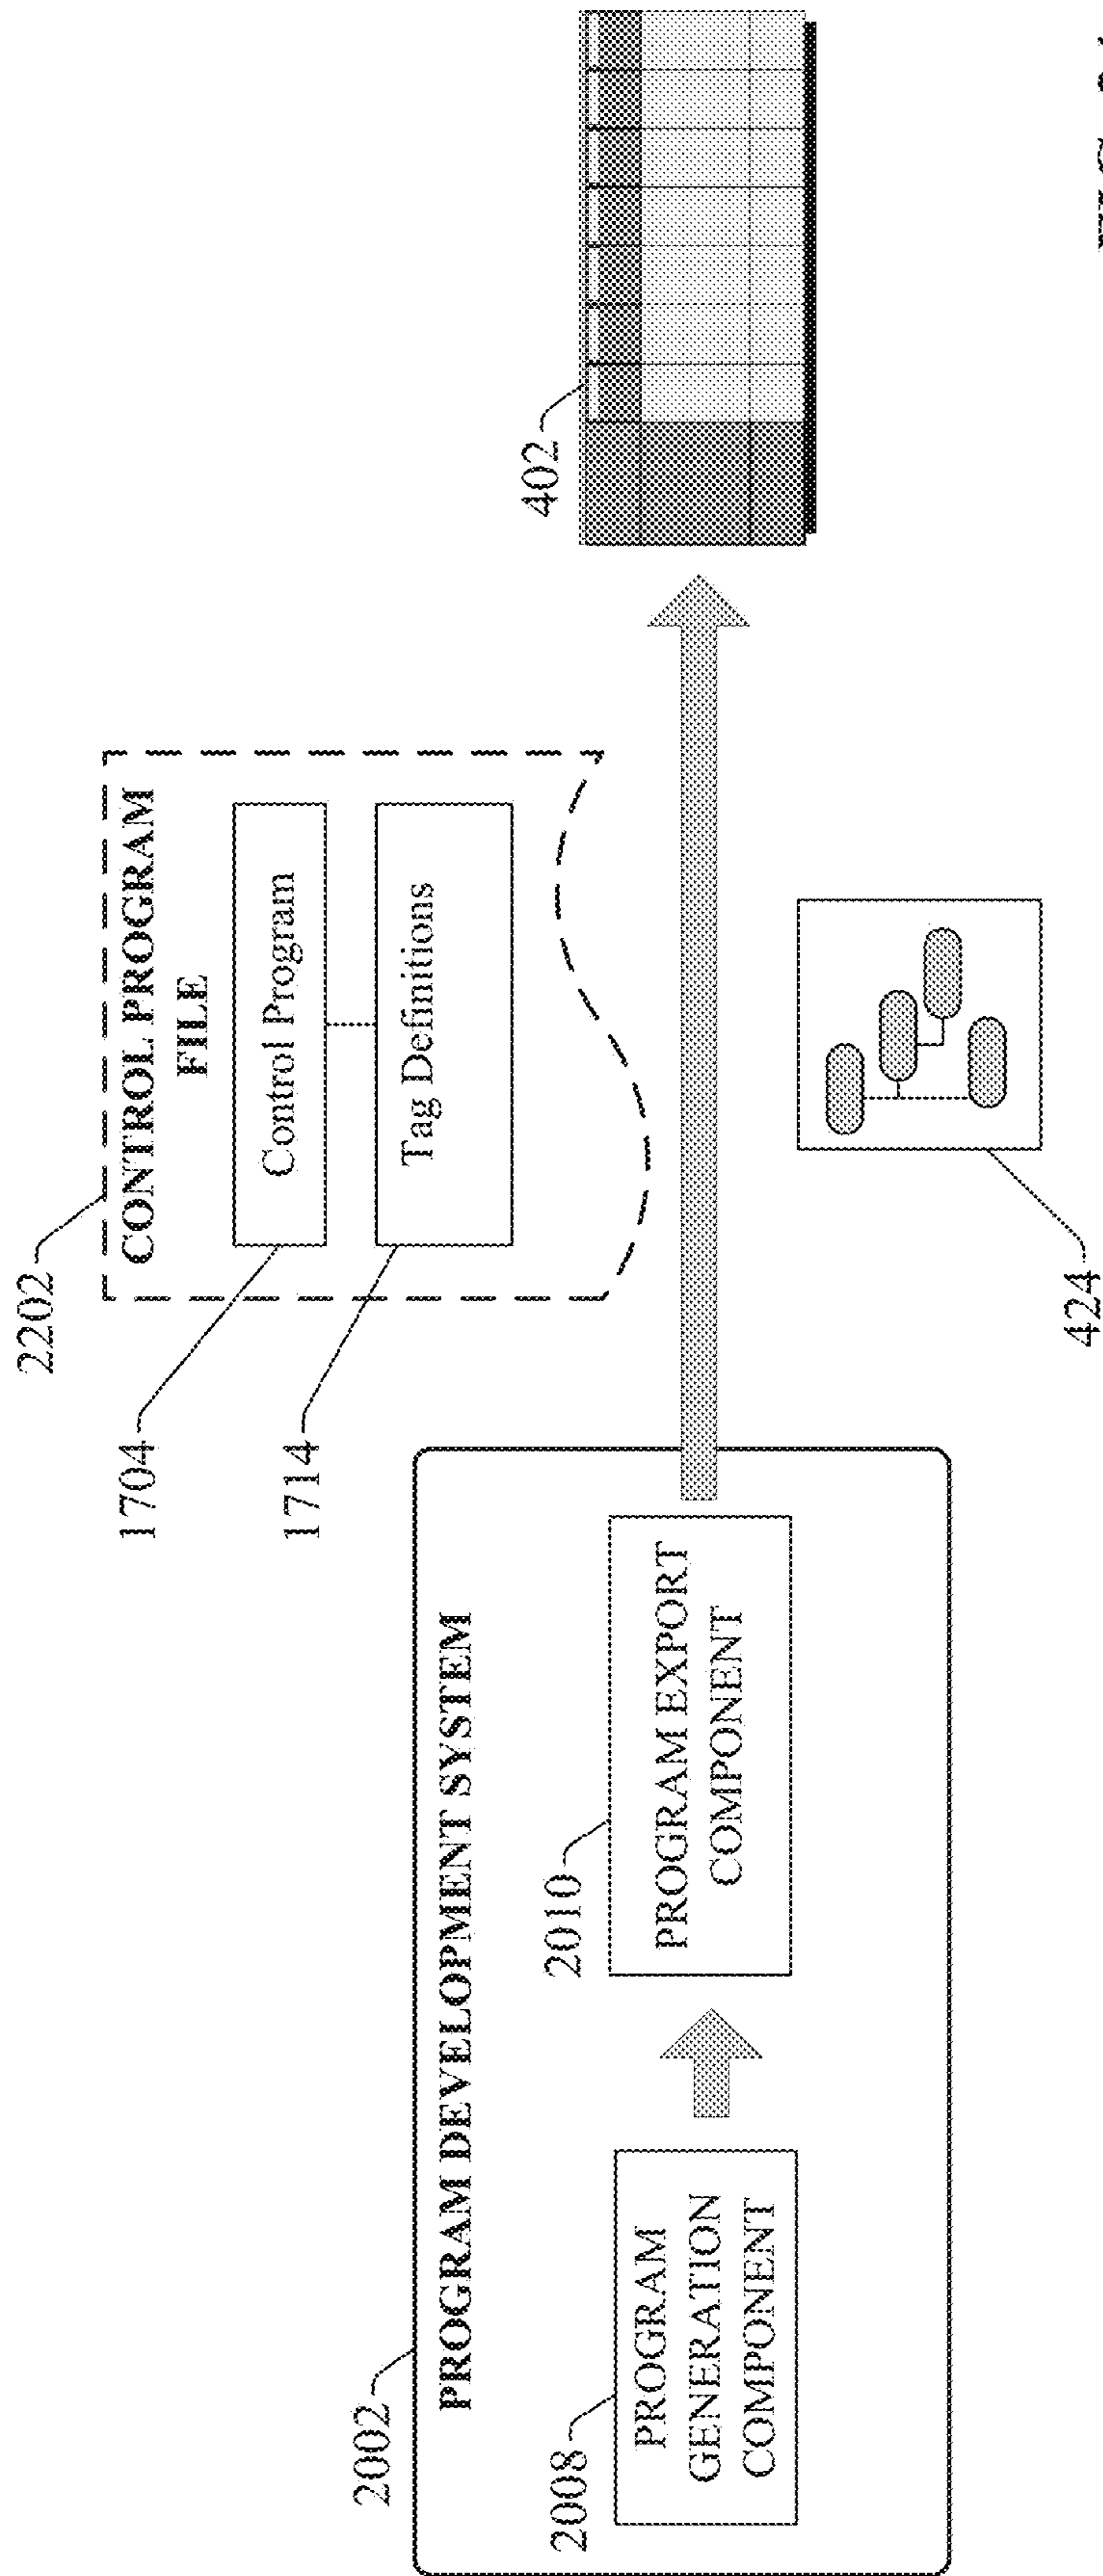 2202
CONTROL PROGRAM
FILE
1704
Control Program
1714
Tag Definitions
402
2002
PROGRAM DEVELOPMENT SYSTEM
2008
PROGRAM
GENERATION
COMPONENT
2010
PROGRAM EXPORT
COMPONENT
424